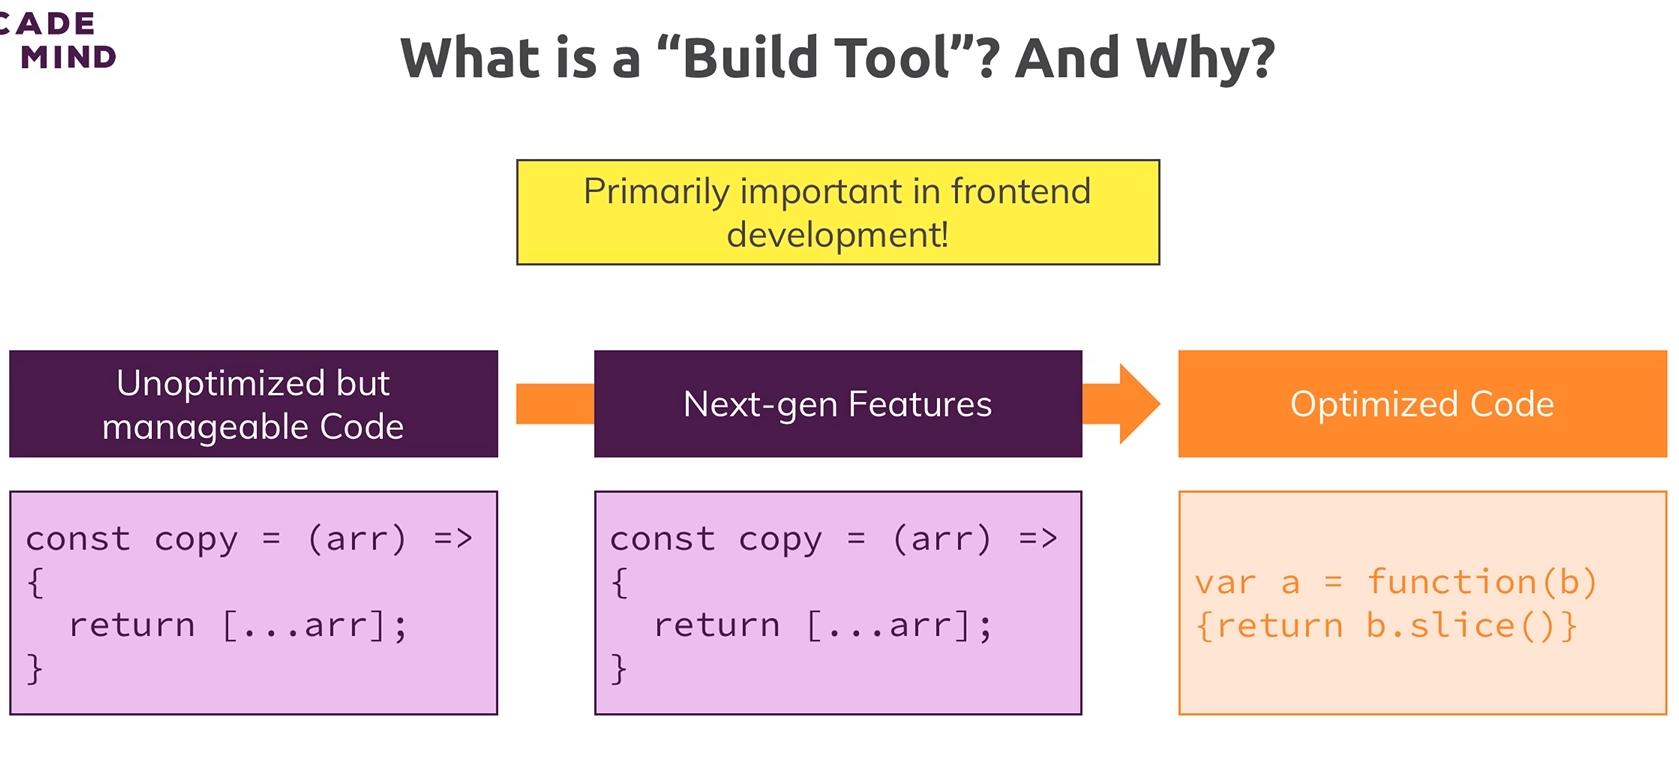 CADE
MIND
What is a “Build Tool”? And Why?
Primarily important in frontend
development!
Unoptimized but
manageable Code
Next-gen Features
Optimized Code
const copy = (arr) =>
{
  return [...arr];
}
const copy = (arr) =>
{
  return [...arr];
}
var a = function(b)
{return b.slice()}